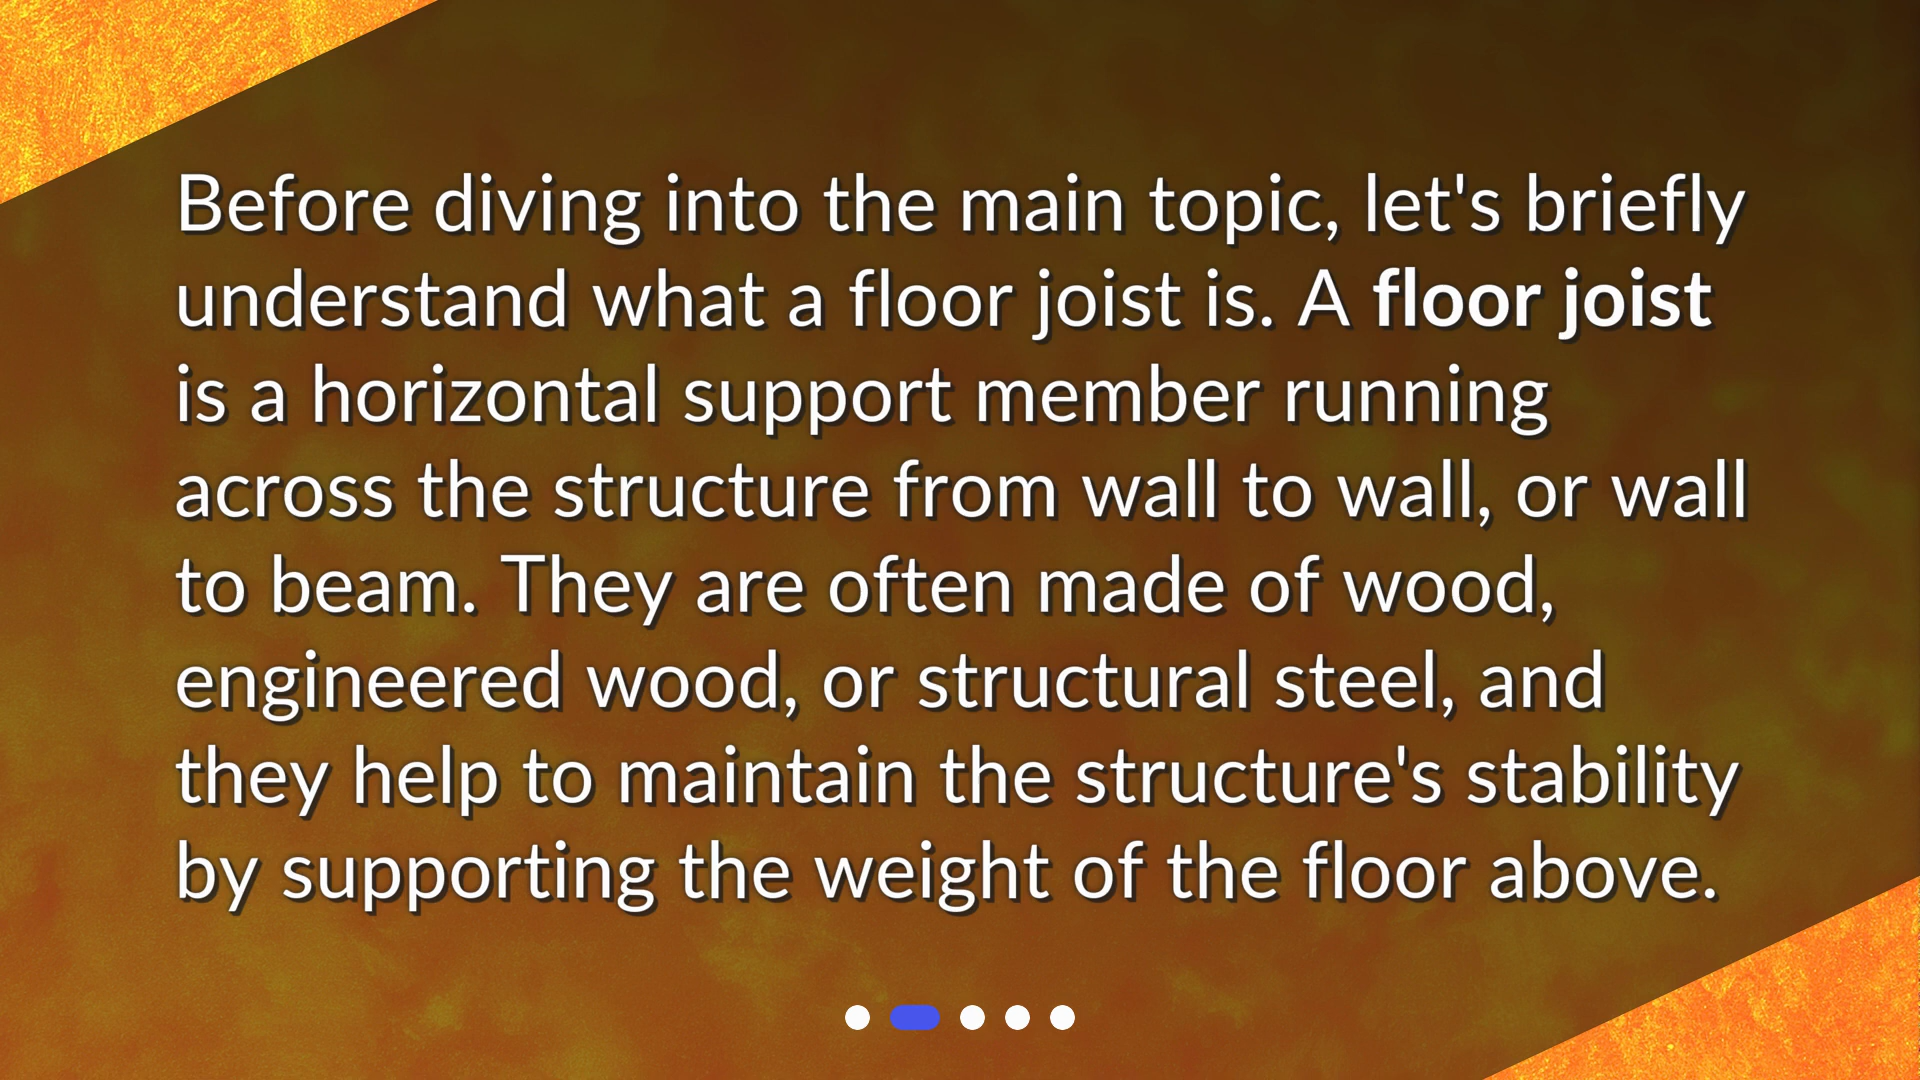 Before diving into the main topic, let's briefly
understand what a floor joist is. A floor joist
is a horizontal support member running
across the structure from wall to wall, or wall
to beam. They are often made of wood,
engineered wood, or structural steel, and
they help to maintain the structure's stability
by supporting the weight of the floor above.